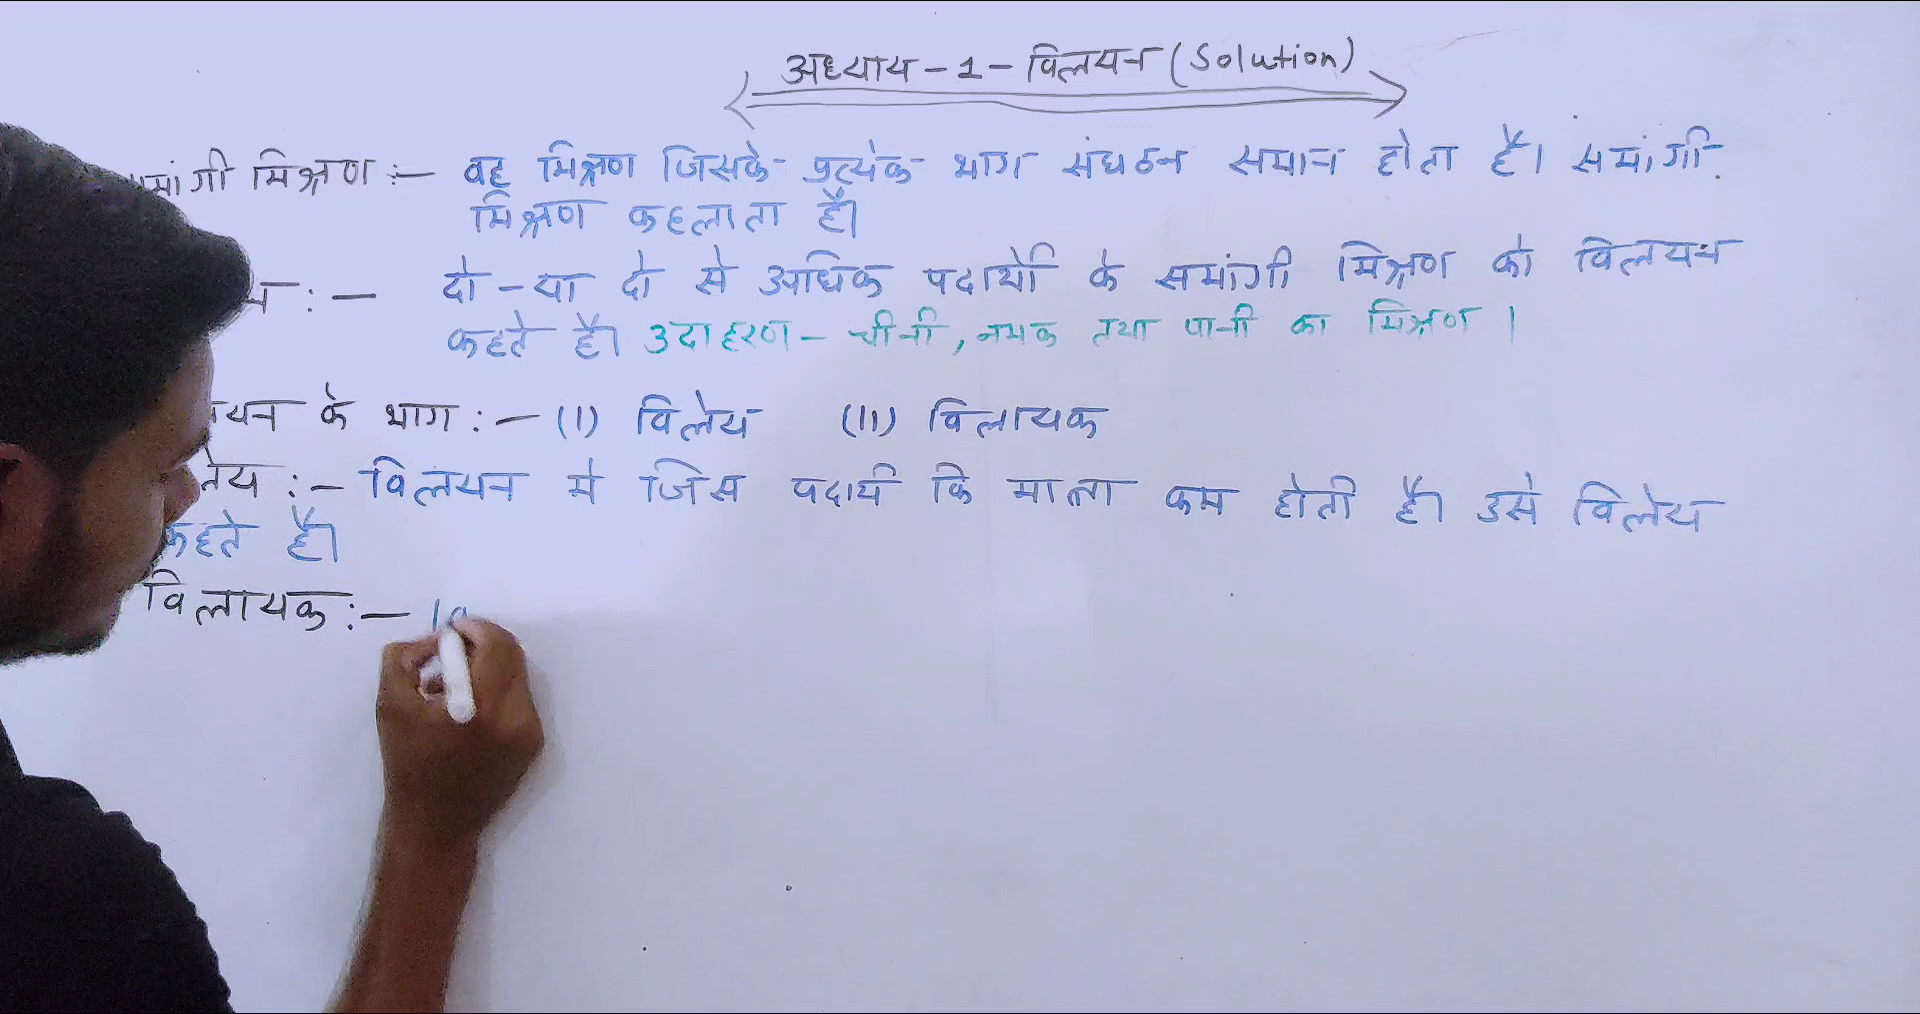 अध्याय - 1 - विलयन (Solution)
मांगी मिश्रण :- वह मिश्रण जिसके प्रत्येक भाग संघठन समान होता है। समांगी
मिश्रण कहलाता है।
न :- दो - या दो से अधिक पदार्थो के समांगी मिश्रण को विलयन
कहते है। उदाहरण - चीनी, नमक तथा पानी का मिश्रण।
यन के भाग :- (I) विलेय (II) विलायक
लेय :- विलयन मे जिस पदार्थ कि मात्रा कम होती है। उसे विलेय
कहते है।
विलायक :-